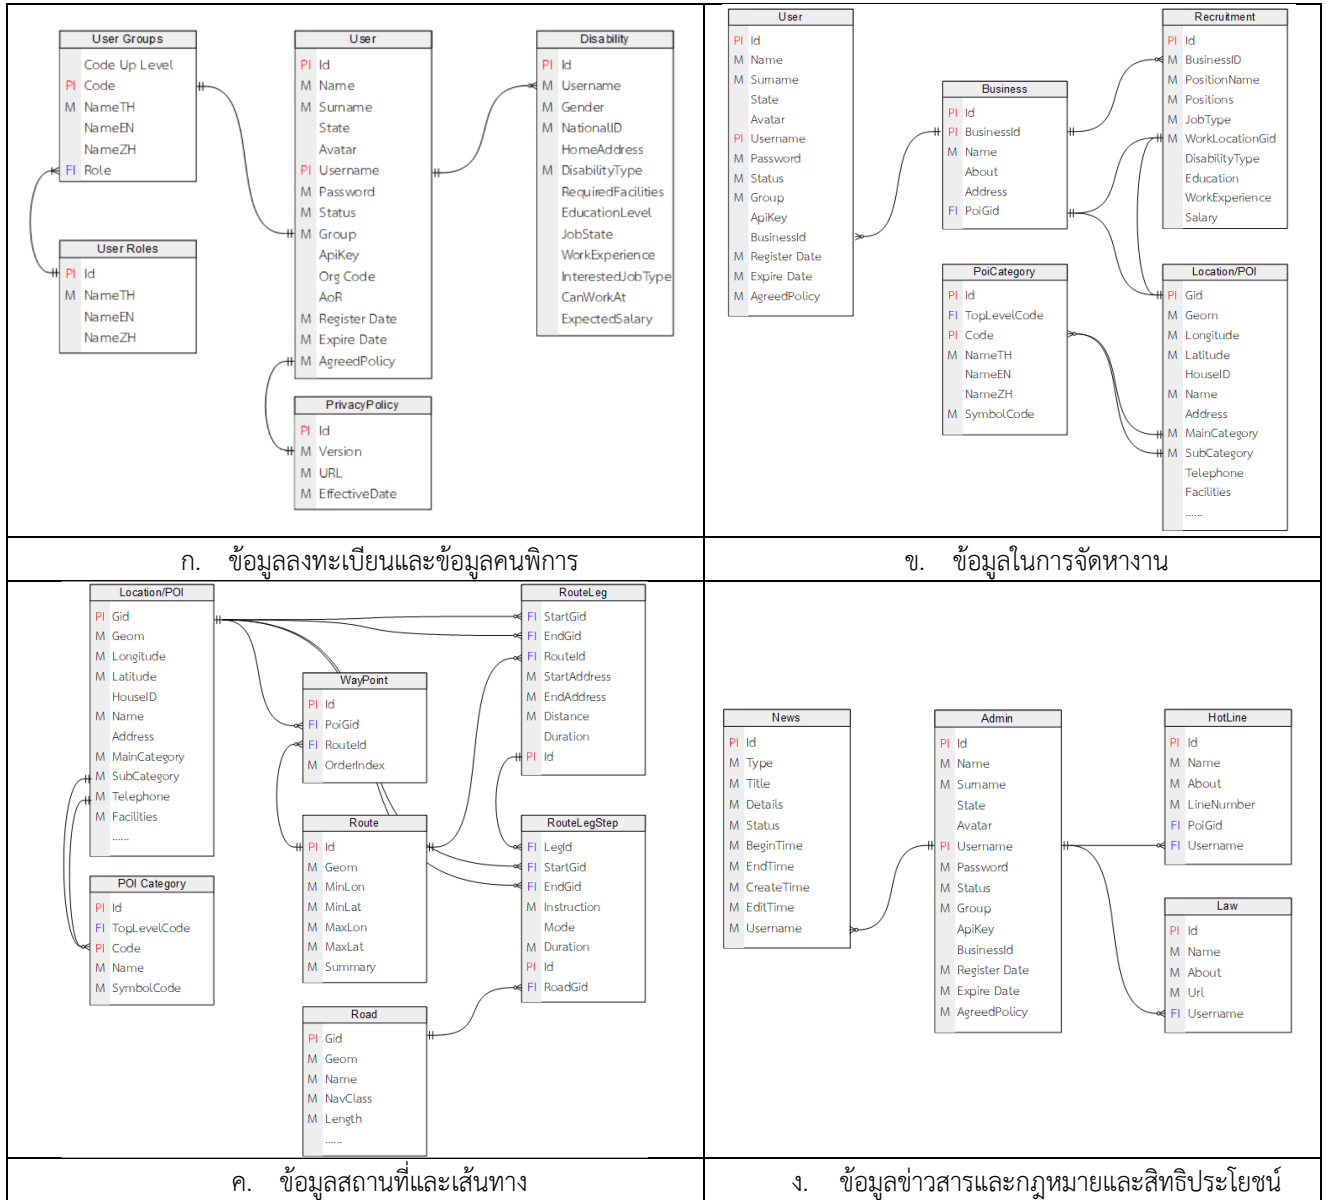 User Groups
Code Up Level
PI Code
M NameTH
NameEN
NameZH
FI Role
User Roles
PI Id
M NameTH
NameEN
NameZH
User
PI Id
M Name
M Surname
State
Avatar
PI Username
M Password
M Status
M Group
ApiKey
Org Code
AoR
M Register Date
M Expire Date
M AgreedPolicy
PrivacyPolicy
PI Id
M Version
M URL
M EffectiveDate
Disability
PI Id
M Username
M Gender
M NationalID
HomeAddress
M DisabilityType
RequiredFacilities
EducationLevel
JobState
WorkExperience
InterestedJobType
CanWorkAt
ExpectedSalary
ก. ข้อมูลลงทะเบียนและข้อมูลคนพิการ
User
PI Id
M Name
M Surname
State
Avatar
PI Username
M Password
M Status
M Group
ApiKey
BusinessId
M Register Date
M Expire Date
M AgreedPolicy
Business
PI Id
PI BusinessId
M Name
About
Address
FI PoiGid
PoiCategory
PI Id
FI TopLevelCode
PI Code
M NameTH
NameEN
NameZH
M SymbolCode
Recruitment
PI Id
M BusinessID
M PositionName
M Positions
M JobType
M WorkLocationGid
DisabilityType
Education
WorkExperience
Salary
Location/POI
PI Gid
M Geom
M Longitude
M Latitude
HouseID
M Name
Address
M MainCategory
M SubCategory
Telephone
Facilities
......
ข. ข้อมูลในการจัดหางาน
Location/POI
PI Gid
M Geom
M Longitude
M Latitude
HouseID
M Name
Address
M MainCategory
M SubCategory
M Telephone
M Facilities
......
POI Category
PI Id
FI TopLevelCode
PI Code
M Name
M SymbolCode
WayPoint
PI Id
FI PoiGid
FI RouteId
M OrderIndex
Route
PI Id
M Geom
M MinLon
M MinLat
M MaxLon
M MaxLat
M Summary
Road
PI Gid
M Geom
M Name
M NavClass
M Length
......
RouteLeg
FI StartGid
FI EndGid
FI RouteId
M StartAddress
M EndAddress
M Distance
Duration
PI Id
RouteLegStep
FI LegId
FI StartGid
FI EndGid
M Instruction
Mode
M Duration
PI Id
FI RoadGid
ค. ข้อมูลสถานที่และเส้นทาง
News
PI Id
M Type
M Title
M Details
M Status
M BeginTime
M EndTime
M CreateTime
M EditTime
M Username
Admin
PI Id
M Name
M Surname
State
Avatar
PI Username
M Password
M Status
M Group
ApiKey
BusinessId
M Register Date
M Expire Date
M AgreedPolicy
HotLine
PI Id
M Name
M About
M LineNumber
FI PoiGid
FI Username
Law
PI Id
M Name
M About
M Url
FI Username
ง. ข้อมูลข่าวสารและกฎหมายและสิทธิประโยชน์